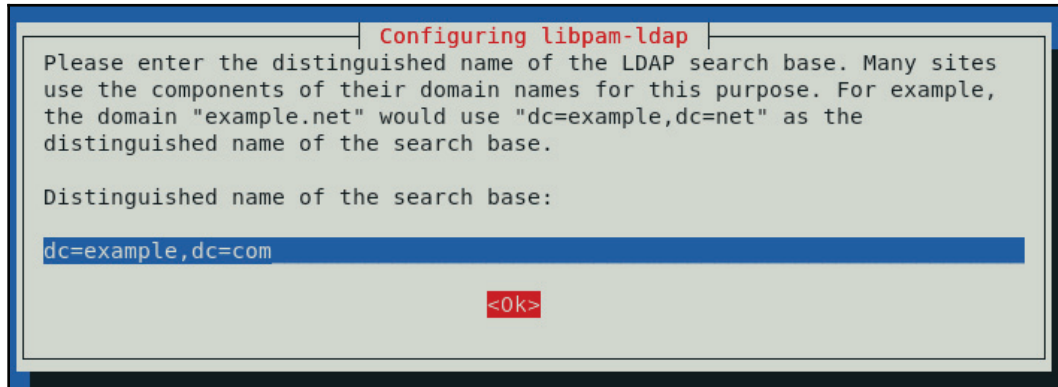 Configuring libpam-ldap
Please enter the distinguished name of the LDAP search base. Many sites
use the components of their domain names for this purpose. For example,
the domain "example.net" would use "dc=example,dc=net" as the
distinguished name of the search base.
Distinguished name of the search base:
dc=example,dc=com
<Ok>